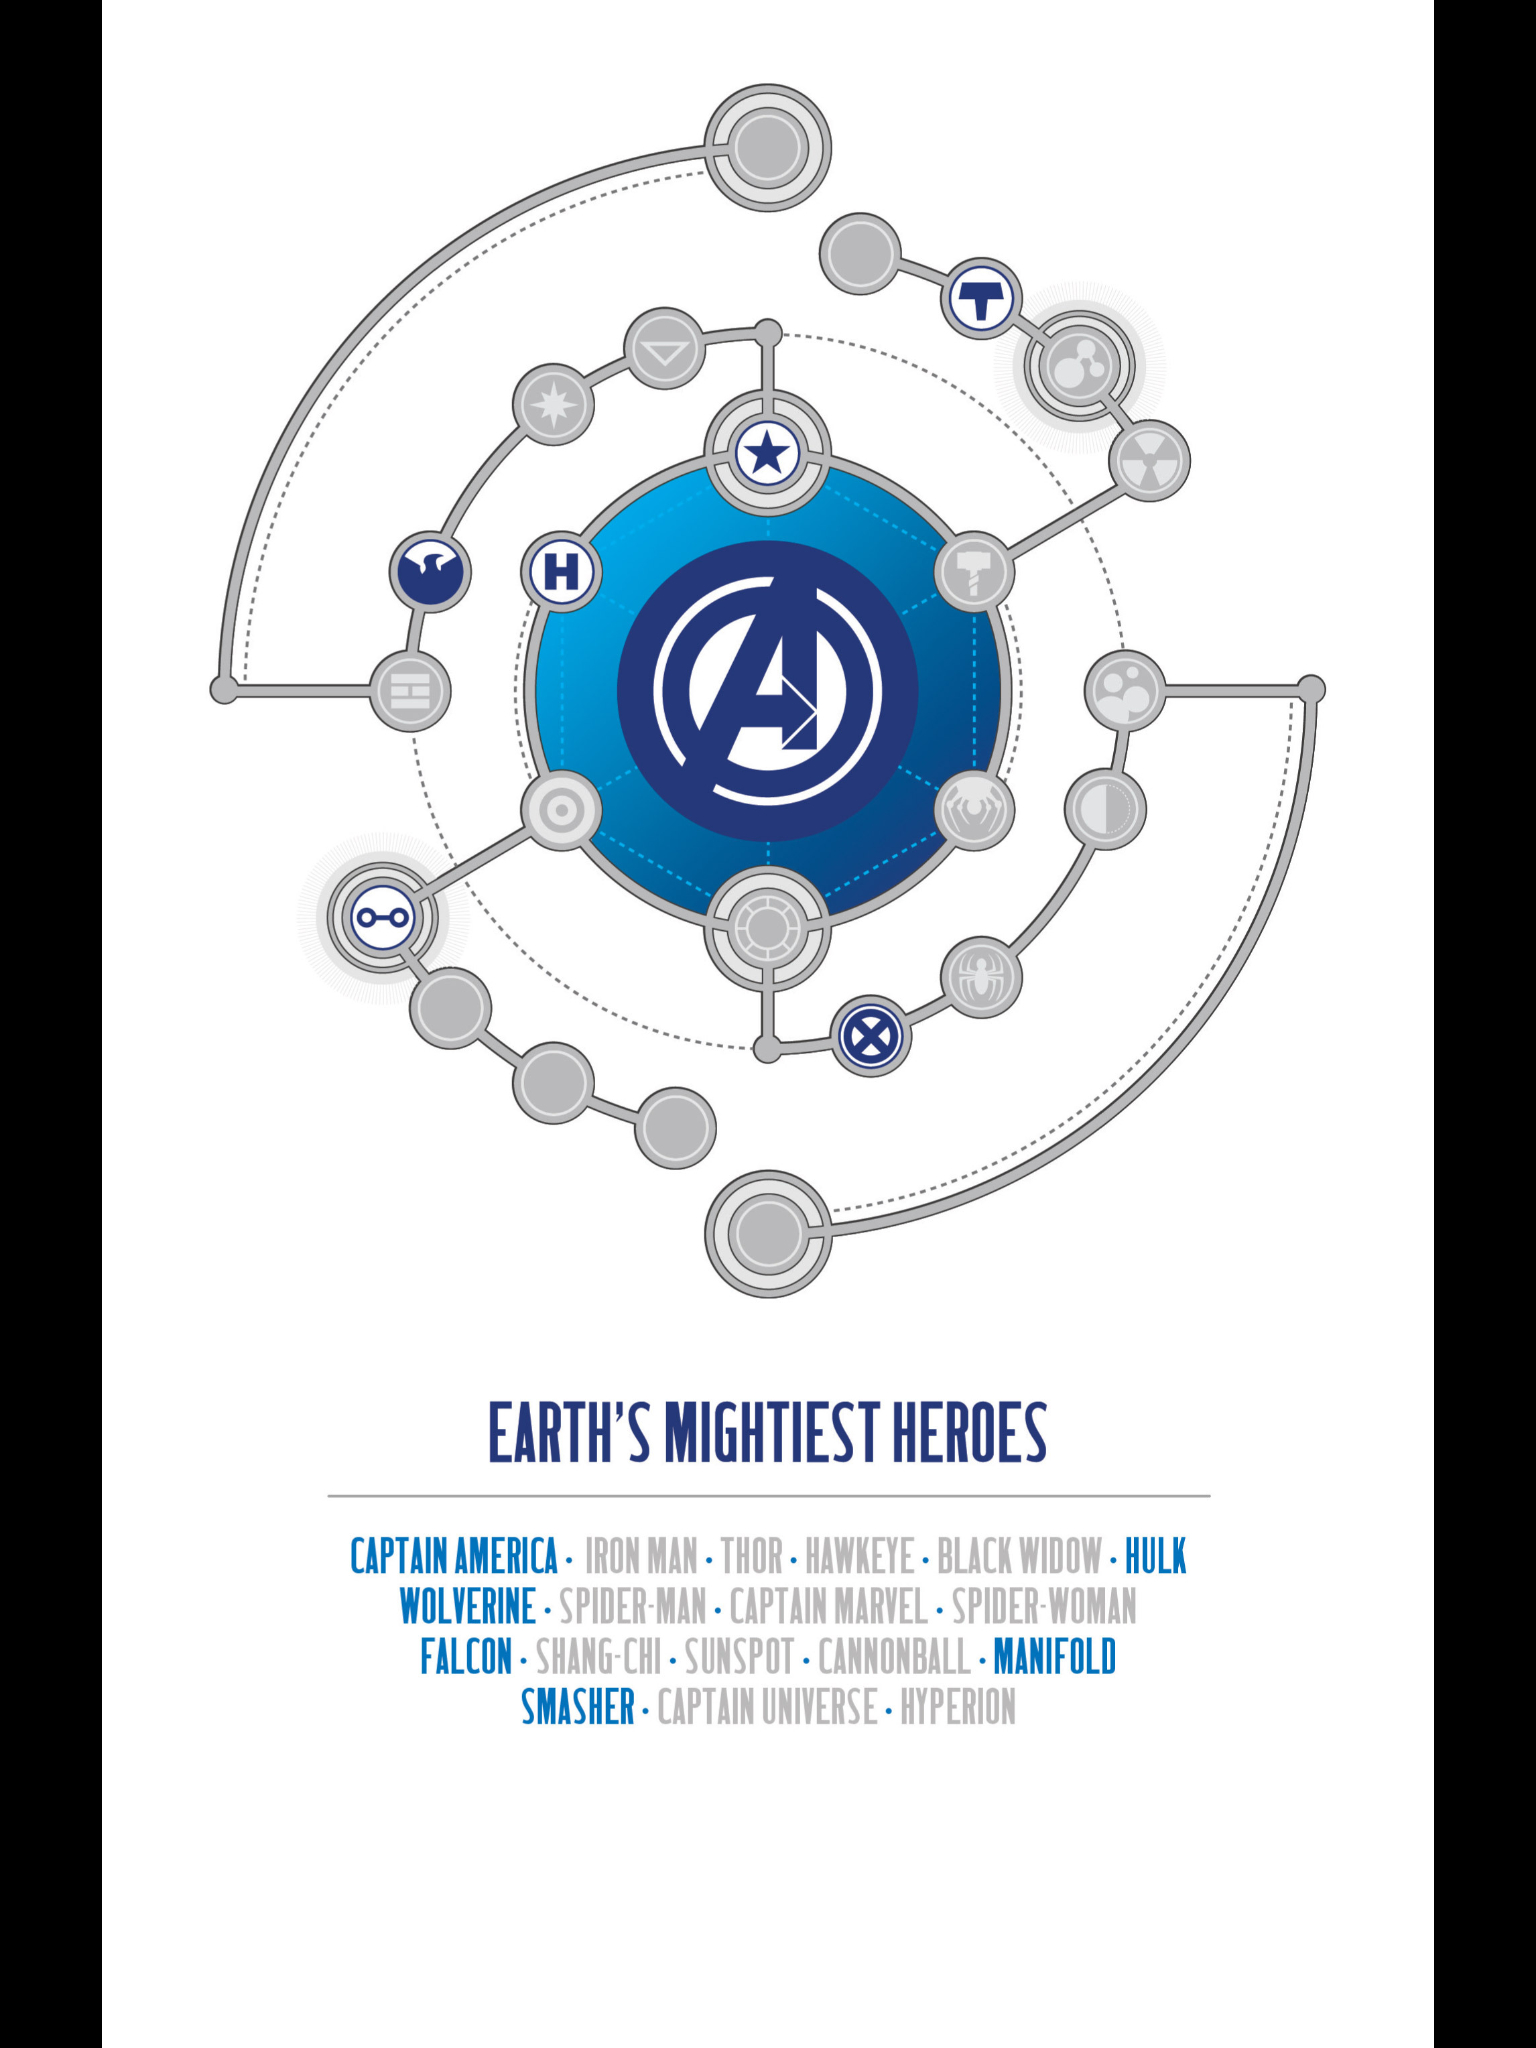 H
EARTH'S MIGHTIEST HEROES
CAPTAIN AMERICA • IRON MAN • THOR • HAWKEYE • BLACK WIDOW • HULK
WOLVERINE • SPIDER-MAN • CAPTAIN MARVEL • SPIDER-WOMAN
FALCON • SHANG-CHI • SUNSPOT • CANNONBALL • MANIFOLD
SMASHER • CAPTAIN UNIVERSE • HYPERION